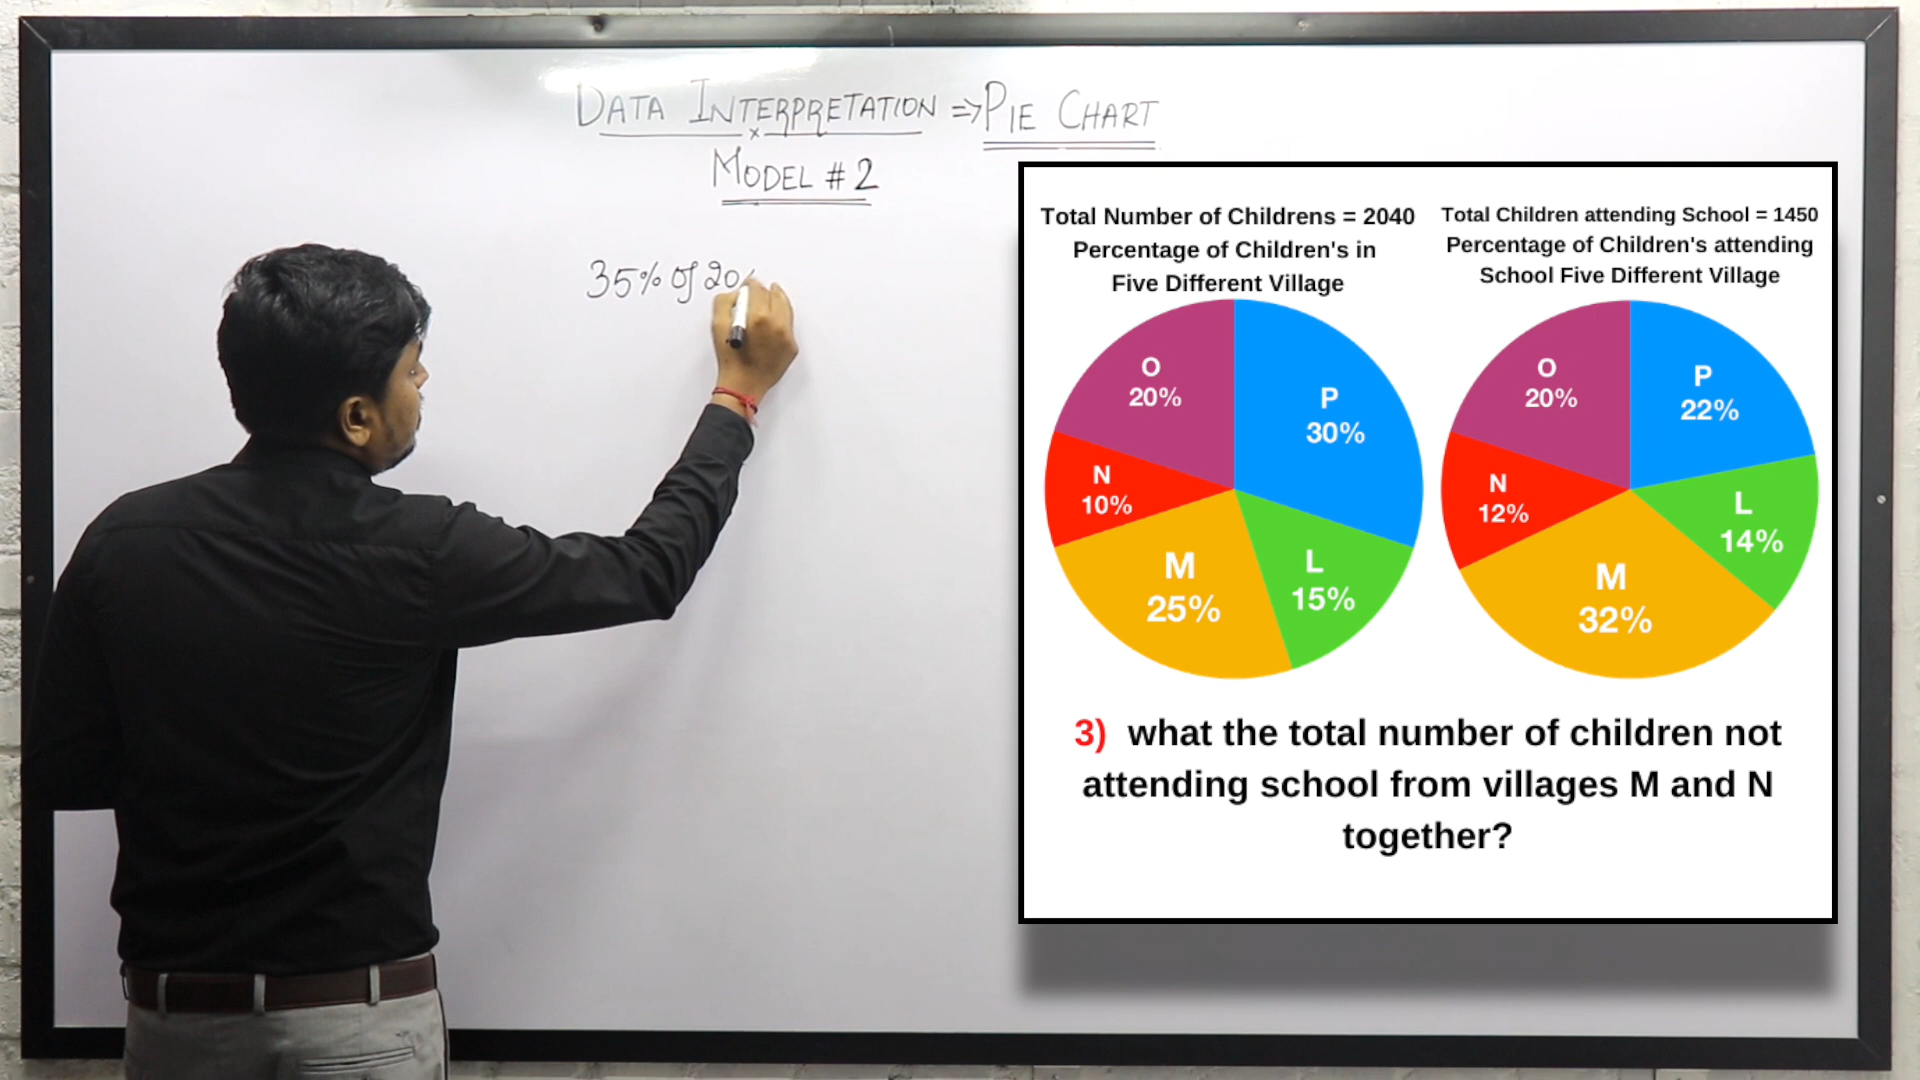 DATA INTERPRETATION => PIE CHART
MODEL # 2
35% of 20
Total Number of Childrens = 2040
Percentage of Children's in
Five Different Village
O
20%
P
30%
N
10%
M
25%
L
15%
Total Children attending School = 1450
Percentage of Children's attending
School Five Different Village
O
20%
P
22%
N
12%
L
14%
M
32%
3) what the total number of children not
attending school from villages M and N
together?